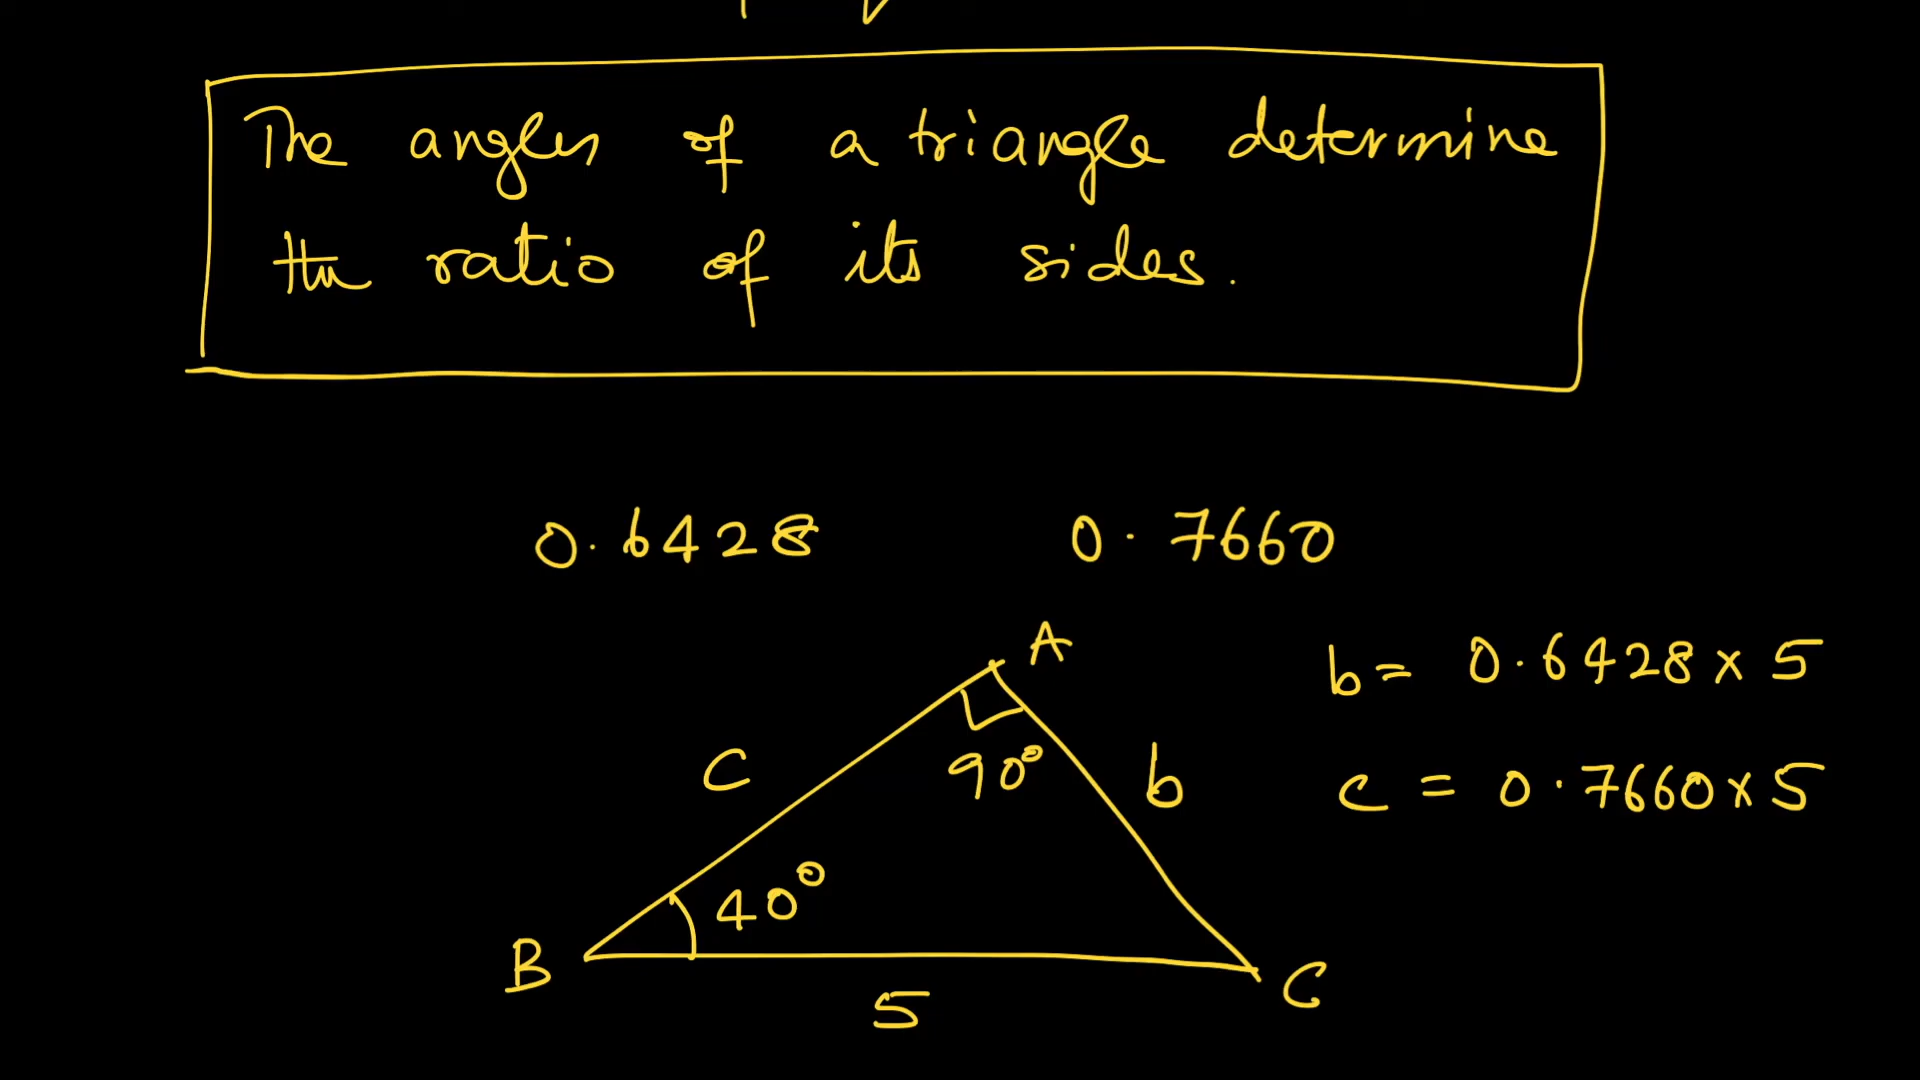 The angles of a triangle determine
the ratio of its sides.
0.6428 0.7660
A
b = 0.6428 x 5
c 90° b
c = 0.7660 x 5
40°
B C
5